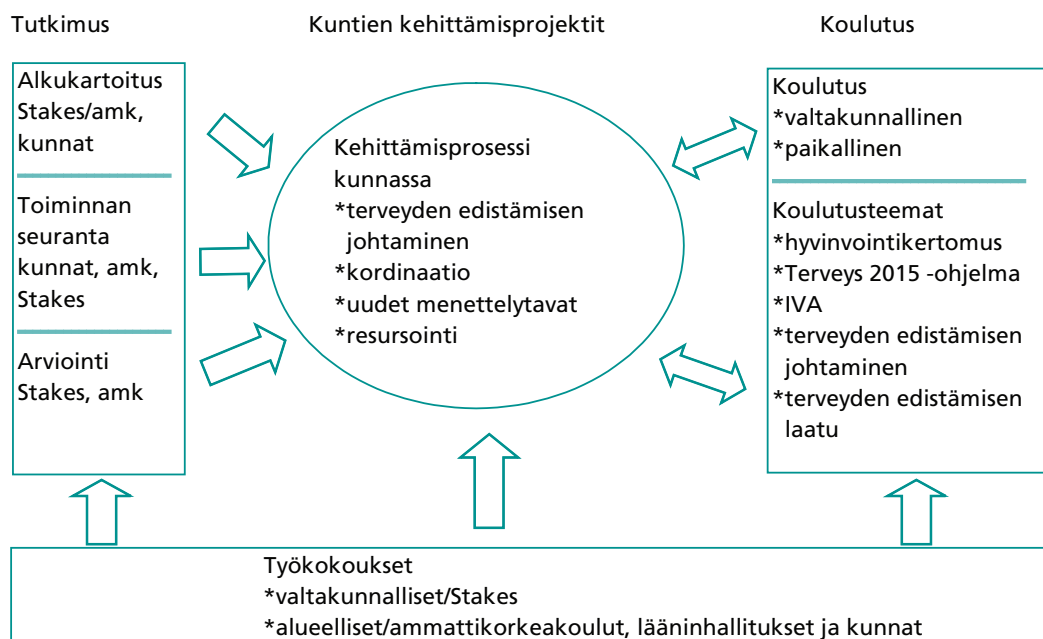 Tutkimus
Kuntien kehittämisprojektit
Koulutus
Alkukartoitus
Stakes/amk,
kunnat
Toiminnan
seuranta
kunnat, amk,
Stakes
Arviointi
Stakes, amk
Kehittämisprosessi
kunnassa
*terveyden edistämisen
johtaminen
*kordinaatio
*uudet menettelytavat
*resursointi
Koulutus
*valtakunnallinen
*paikallinen
Koulutusteemat
*hyvinvointikertomus
*Terveys 2015 -ohjelma
*IVA
*terveyden edistämisen
johtaminen
*terveyden edistämisen
laatu
Työkokoukset
*valtakunnalliset/Stakes
*alueelliset/ammattikorkeakoulut, lääninhallitukset ja kunnat